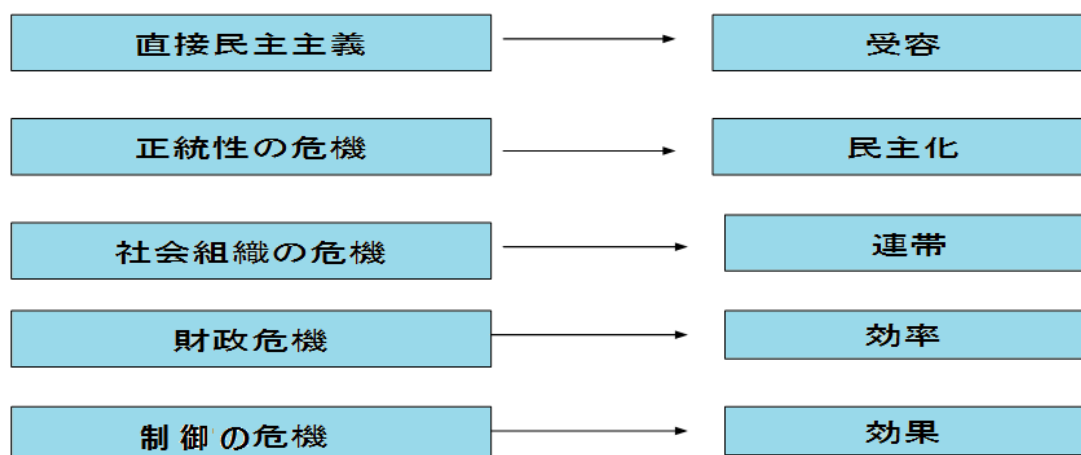 直接民主主義
受容
正統性の危機
民主化
社会組織の危機
連帯
財政危機
効率
制御の危機
効果